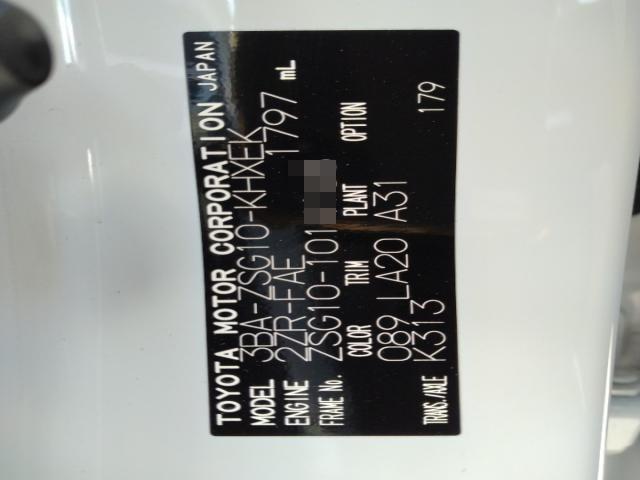 TOYOTA MOTOR CORPORATION JAPAN
MODEL 3BA-ZSG10-KHXEK
ENGINE 2ZR-FAE 1797 mL
FRAME No. ZSG10-101
COLOR TRIM PLANT OPTION
089 LA20 A31
TRANS./AXLE K313 179